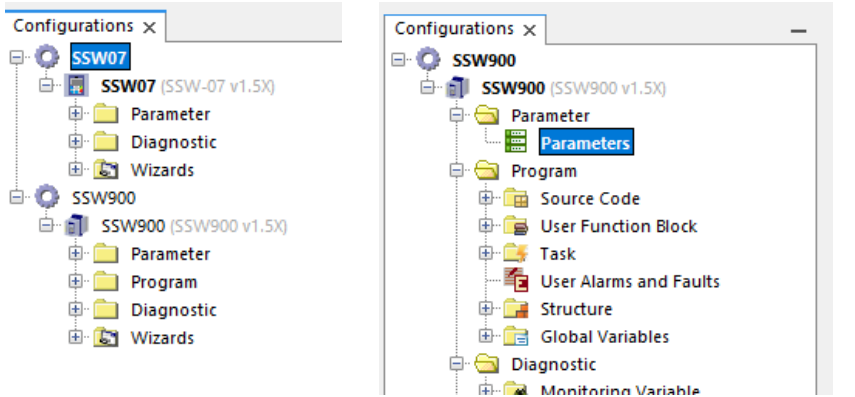 Configurations ×
SSW07
SSW07 (SSW-07 v1.5X)
Parameter
Diagnostic
Wizards
SSW900
SSW900 (SSW900 v1.5X)
Parameter
Program
Diagnostic
Wizards
Configurations ×
SSW900
SSW900 (SSW900 v1.5X)
Parameter
Parameters
Program
Source Code
User Function Block
Task
User Alarms and Faults
Structure
Global Variables
Diagnostic
Monitoring Variable